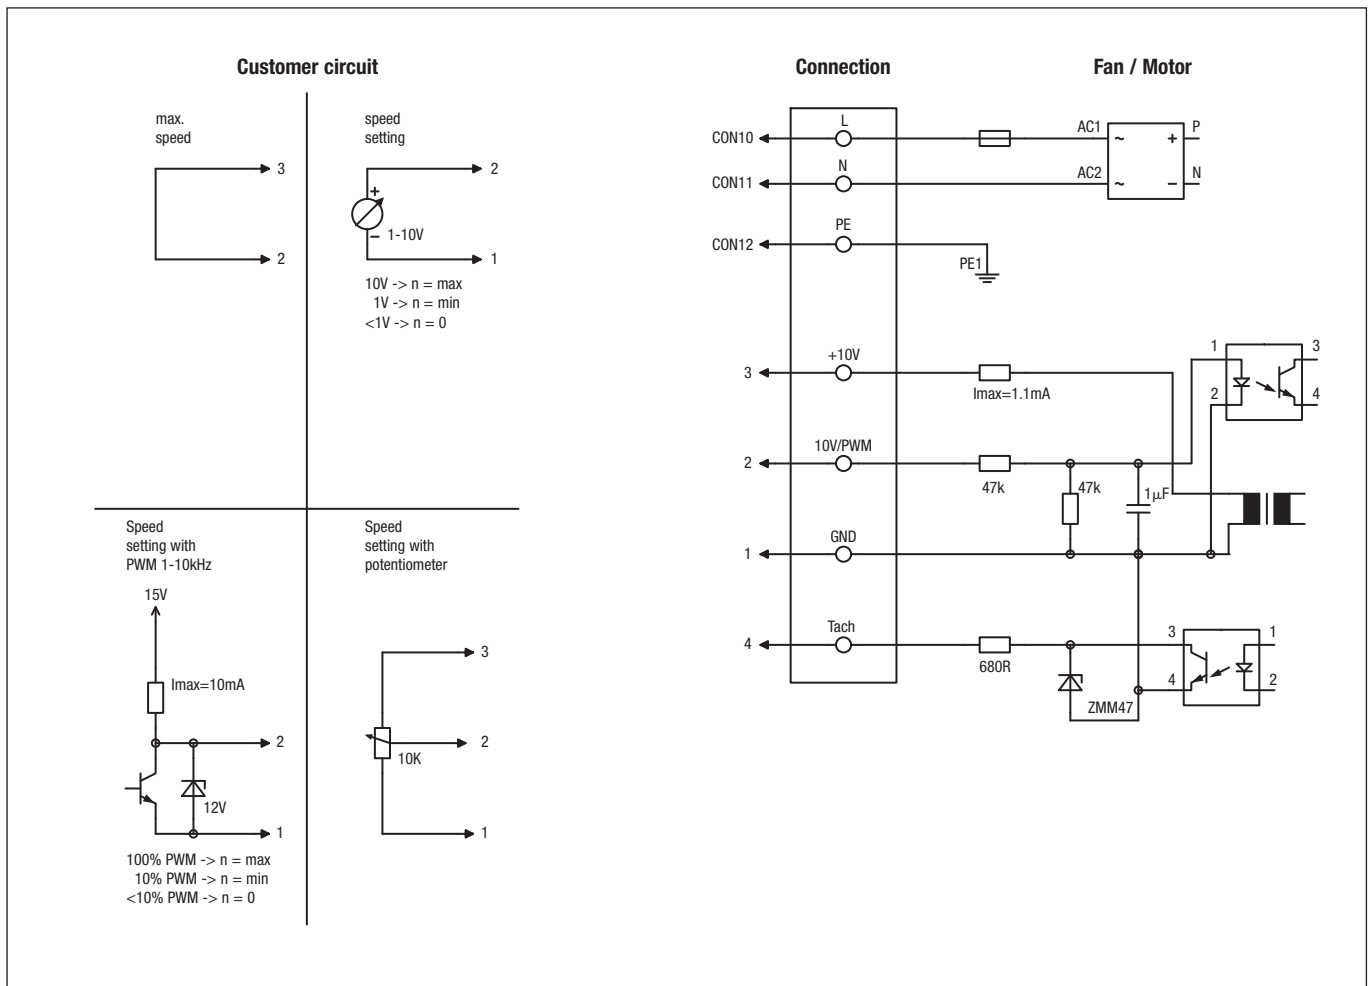 Customer circuit
Connection
Fan / Motor
max.
speed
3
2
speed
setting
2
+
–
1-10V
1
10V -> n = max
1V -> n = min
<1V -> n = 0
Speed
setting with
PWM 1-10kHz
15V
Imax=10mA
2
12V
1
100% PWM -> n = max
10% PWM -> n = min
<10% PWM -> n = 0
Speed
setting with
potentiometer
3
2
10K
1
L
CON10
AC1
~
+
P
N
CON11
AC2
~
–
N
PE
CON12
PE1
+10V
3
Imax=1.1mA
1
3
2
4
10V/PWM
2
47k
47k
1µF
GND
1
Tach
4
680R
3
1
4
2
ZMM47